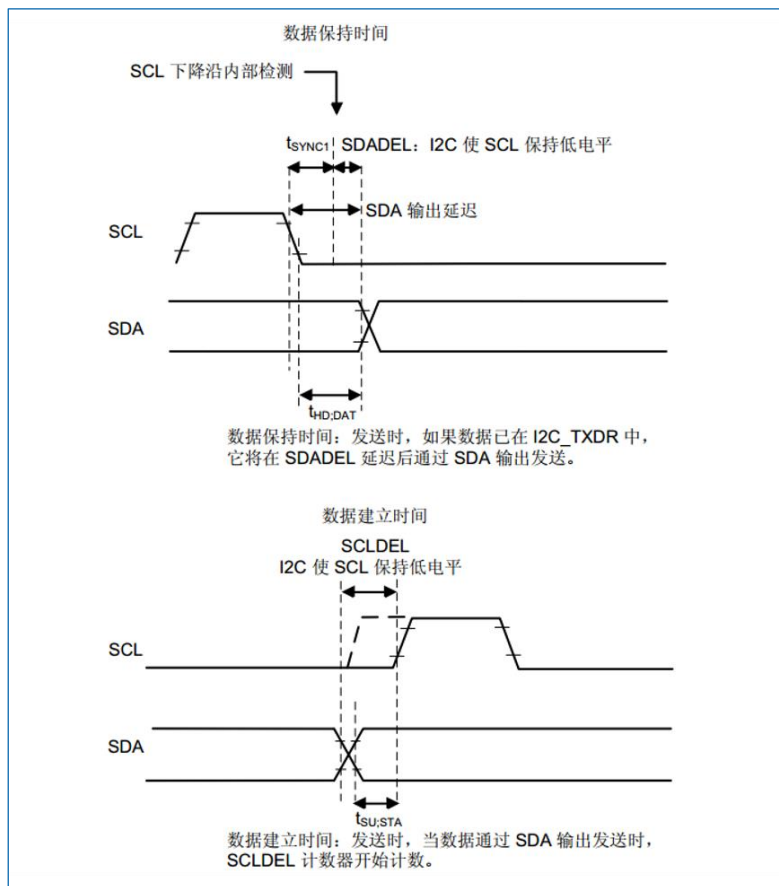 数据保持时间
SCL 下降沿内部检测
tSYNC1 SDADEL：I2C 使 SCL 保持低电平
SDA 输出延迟
SCL
SDA
tHD;DAT
数据保持时间：发送时，如果数据已在 I2C_TXDR 中，
它将在 SDADEL 延迟后通过 SDA 输出发送。
数据建立时间
SCLDEL
I2C 使 SCL 保持低电平
SCL
SDA
tSU;STA
数据建立时间：发送时，当数据通过 SDA 输出发送时，
SCLDEL 计数器开始计数。